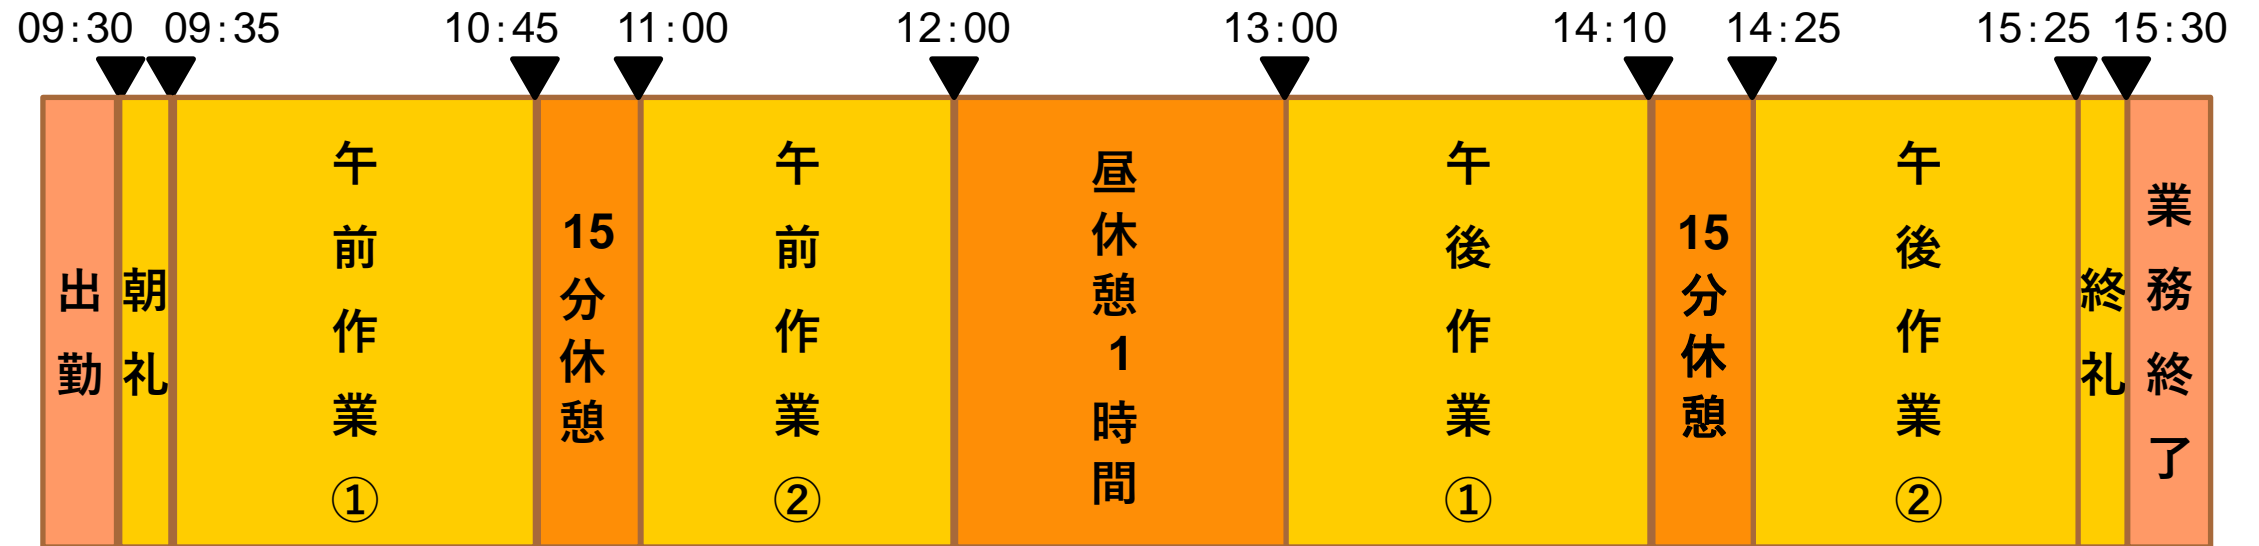 09:30 09:35 10:45 11:00 12:00 13:00 14:10 14:25 15:25 15:30
出勤
朝礼
午前作業①
15分休憩
午前作業②
昼休憩1時間
午後作業①
15分休憩
午後作業②
終礼
業務終了